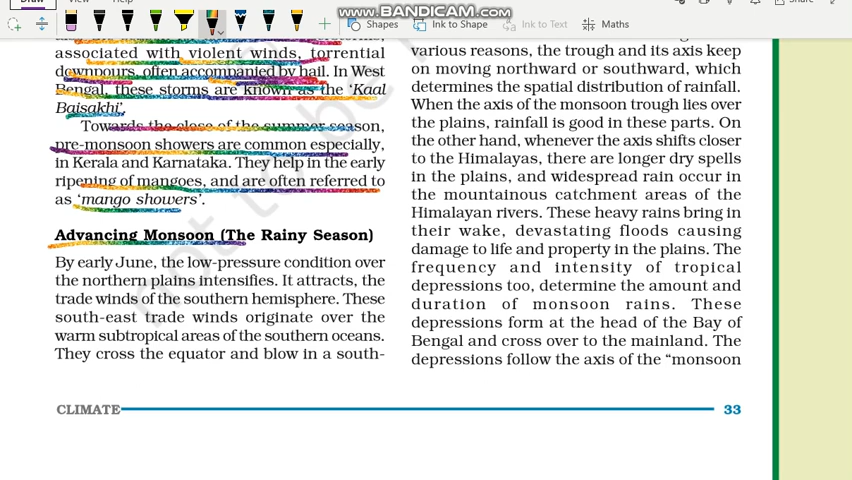 Draw
www.BANDICAM.com
Shapes
Ink to Shape
Ink to Text
Maths
associated with violent winds, torrential
downpours, often accompanied by hail. In West
Bengal, these storms are known as the ‘Kaal
Baisakhi’.
Towards the close of the summer season,
pre-monsoon showers are common especially,
in Kerala and Karnataka. They help in the early
ripening of mangoes, and are often referred to
as ‘mango showers’.
Advancing Monsoon (The Rainy Season)
By early June, the low-pressure condition over
the northern plains intensifies. It attracts, the
trade winds of the southern hemisphere. These
south-east trade winds originate over the
warm subtropical areas of the southern oceans.
They cross the equator and blow in a south-
various reasons, the trough and its axis keep
on moving northward or southward, which
determines the spatial distribution of rainfall.
When the axis of the monsoon trough lies over
the plains, rainfall is good in these parts. On
the other hand, whenever the axis shifts closer
to the Himalayas, there are longer dry spells
in the plains, and widespread rain occur in
the mountainous catchment areas of the
Himalayan rivers. These heavy rains bring in
their wake, devastating floods causing
damage to life and property in the plains. The
frequency and intensity of tropical
depressions too, determine the amount and
duration of monsoon rains. These
depressions form at the head of the Bay of
Bengal and cross over to the mainland. The
depressions follow the axis of the “monsoon
not to be
CLIMATE
33